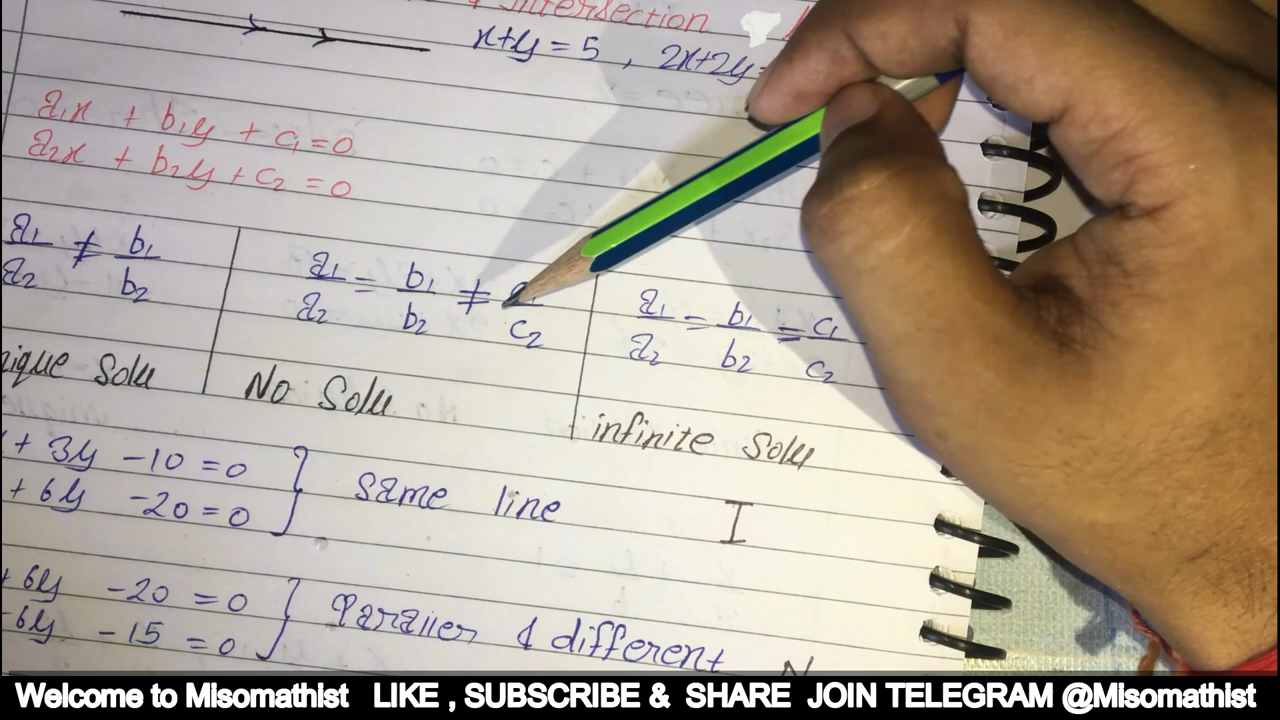 Intersection
x+y = 5 , 2x+2y=
a1x + b1y + c1 = 0
a2x + b2y + c2 = 0
a1/a2 ≠ b1/b2
a1/a2 = b1/b2 ≠ /c2
a1/a2 = b1/b2 = c1/c2
nique Solu
No Solu
infinite Solu
+ 3y -10 = 0
+ 6y -20 = 0
same line
I
+ 6y -20 = 0
6y -15 = 0
& different
Welcome to Misomathist LIKE , SUBSCRIBE & SHARE JOIN TELEGRAM @Misomathist